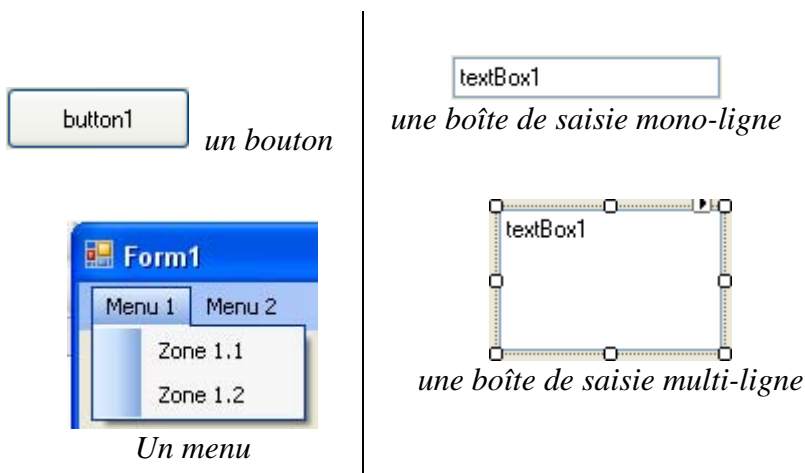 button1
un bouton
Form1
Menu 1 Menu 2
Zone 1.1
Zone 1.2
Un menu
textBox1
une boîte de saisie mono-ligne
textBox1
une boîte de saisie multi-ligne